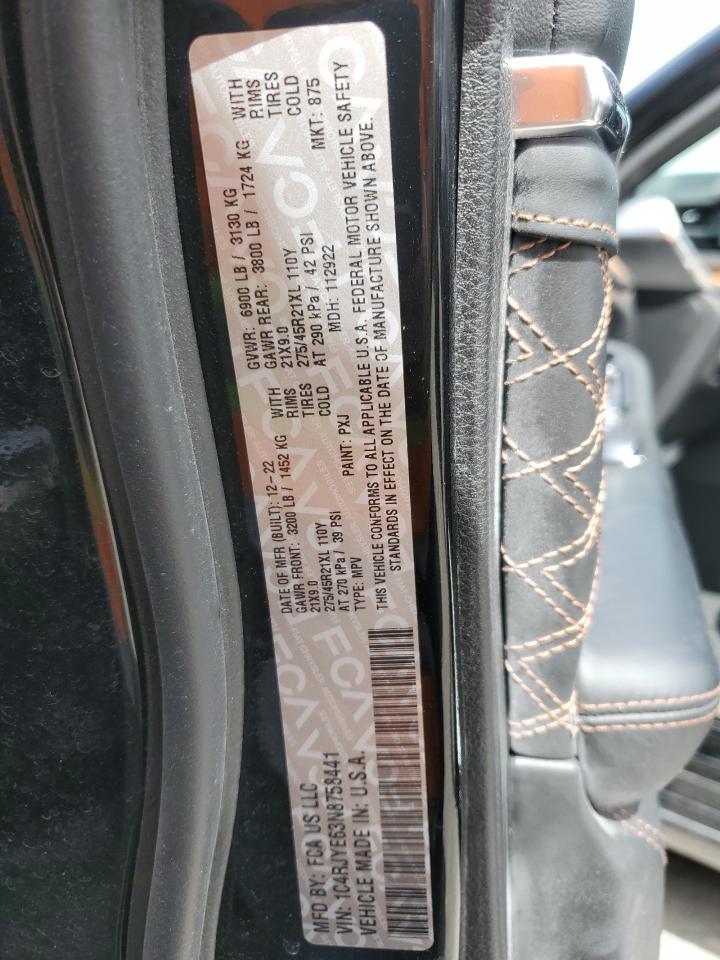 MFD BY: FCA US LLC
DATE OF MFR (BUILT): 12-22
GVWR: 6900 LB / 3130 KG
GAWR FRONT: 3200 LB / 1452 KG WITH
GAWR REAR: 3800 LB / 1724 KG WITH
21X9.0 RIMS
21X9.0 RIMS
275/45R21XL 110Y TIRES
275/45R21XL 110Y TIRES
AT 270 kPa / 39 PSI COLD
AT 290 kPa / 42 PSI COLD
VIN: 1C4RJYE63N8758441
TYPE: MPV
PAINT: PXJ
MDH: 112922
MKT: 875
VEHICLE MADE IN: U.S.A.
THIS VEHICLE CONFORMS TO ALL APPLICABLE U.S.A. FEDERAL MOTOR VEHICLE SAFETY
STANDARDS IN EFFECT ON THE DATE OF MANUFACTURE SHOWN ABOVE.